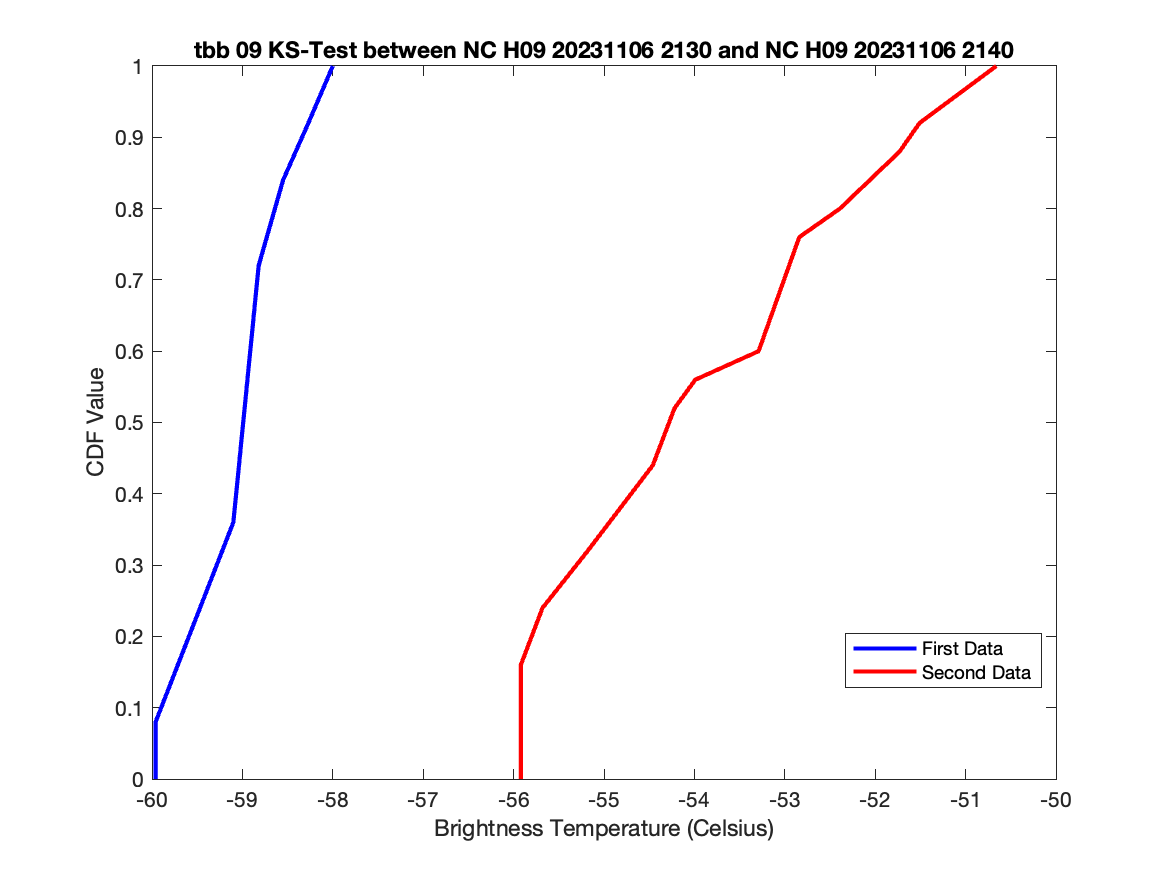 tbb 09 KS-Test between NC H09 20231106 2130 and NC H09 20231106 2140
1
0.9
0.8
0.7
0.6
0.5
0.4
0.3
0.2
0.1
0
CDF Value
First Data
Second Data
-60 -59 -58 -57 -56 -55 -54 -53 -52 -51 -50
Brightness Temperature (Celsius)